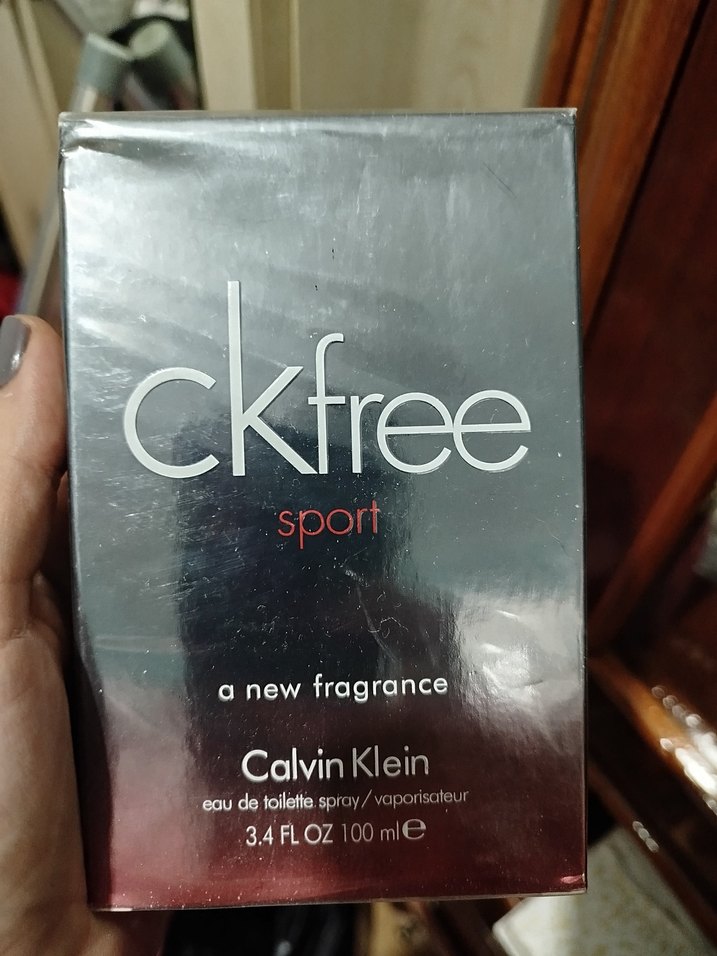 ckfree
sport
a new fragrance
Calvin Klein
eau de toilette spray/vaporisateur
3.4 FL OZ 100 ml ℮